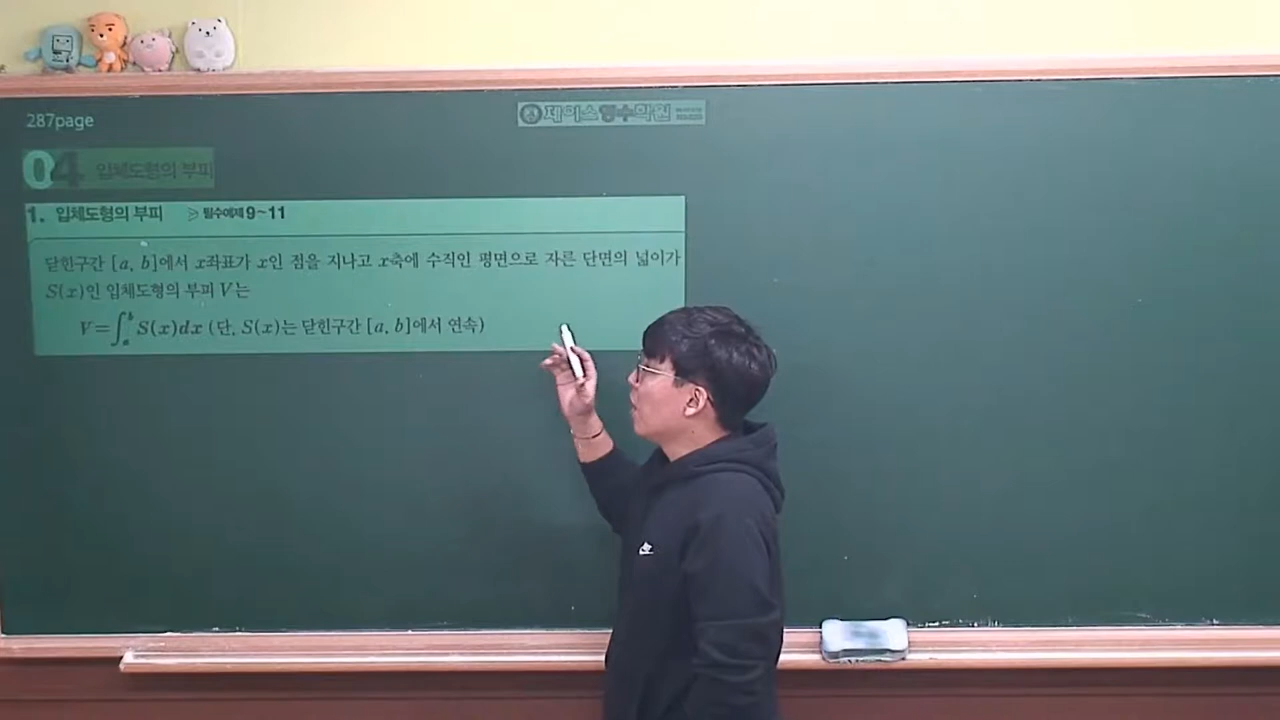 287page
제이스영수학원
04 입체도형의 부피
1. 입체도형의 부피 ≫ 필수예제 9~11
닫힌구간 [a, b]에서 x좌표가 x인 점을 지나고 x축에 수직인 평면으로 자른 단면의 넓이가
S(x)인 입체도형의 부피 V는
V=∫ₐᵇ S(x)dx (단, S(x)는 닫힌구간 [a, b]에서 연속)